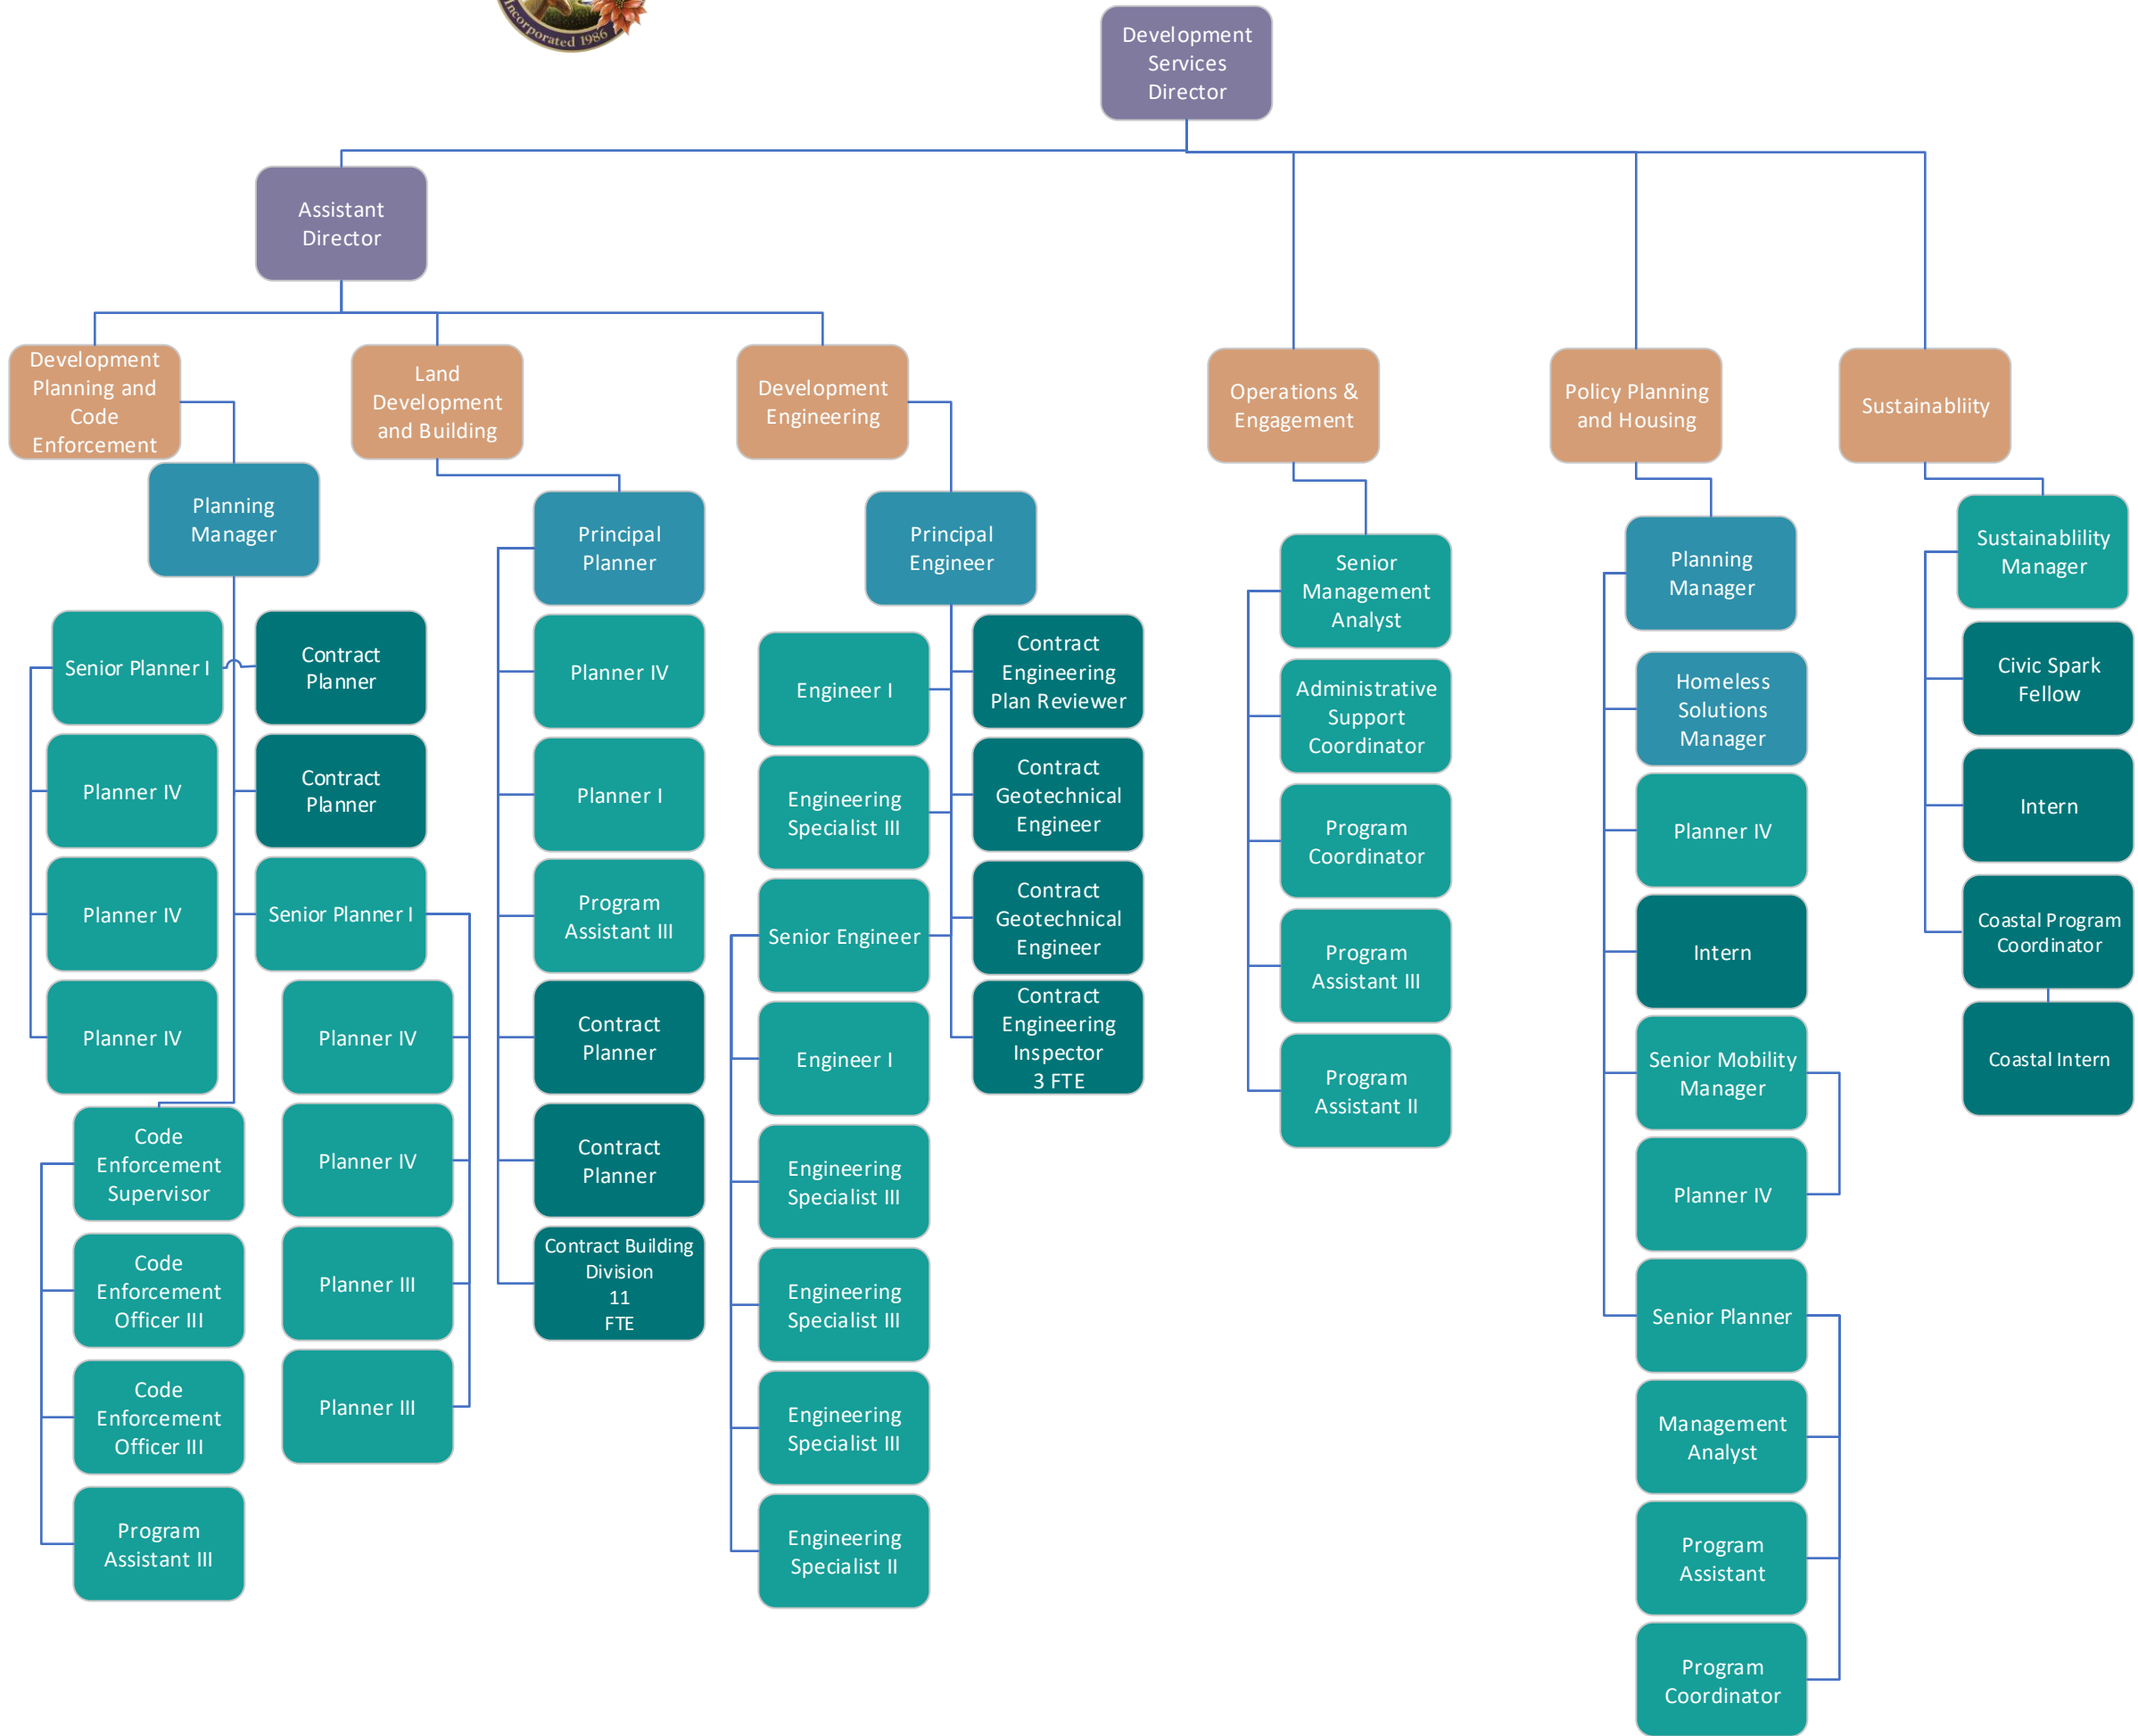 Incorporated 1986
Development
Services
Director
Assistant
Director
Development
Planning and
Code
Enforcement
Land
Development
and Building
Development
Engineering
Operations &
Engagement
Policy Planning
and Housing
Sustainabliity
Planning
Manager
Senior Planner I
Contract
Planner
Planner IV
Contract
Planner
Planner IV
Senior Planner I
Planner IV
Planner IV
Planner IV
Planner III
Planner III
Code
Enforcement
Supervisor
Code
Enforcement
Officer III
Code
Enforcement
Officer III
Program
Assistant III
Principal
Planner
Planner IV
Planner I
Program
Assistant III
Contract
Planner
Contract
Planner
Contract Building
Division
11
FTE
Principal
Engineer
Engineer I
Engineering
Specialist III
Senior Engineer
Engineer I
Engineering
Specialist III
Engineering
Specialist III
Engineering
Specialist III
Engineering
Specialist II
Contract
Engineering
Plan Reviewer
Contract
Geotechnical
Engineer
Contract
Geotechnical
Engineer
Contract
Engineering
Inspector
3 FTE
Senior
Management
Analyst
Administrative
Support
Coordinator
Program
Coordinator
Program
Assistant III
Program
Assistant II
Planning
Manager
Homeless
Solutions
Manager
Planner IV
Intern
Senior Mobility
Manager
Planner IV
Senior Planner
Management
Analyst
Program
Assistant
Program
Coordinator
Sustainablility
Manager
Civic Spark
Fellow
Intern
Coastal Program
Coordinator
Coastal Intern